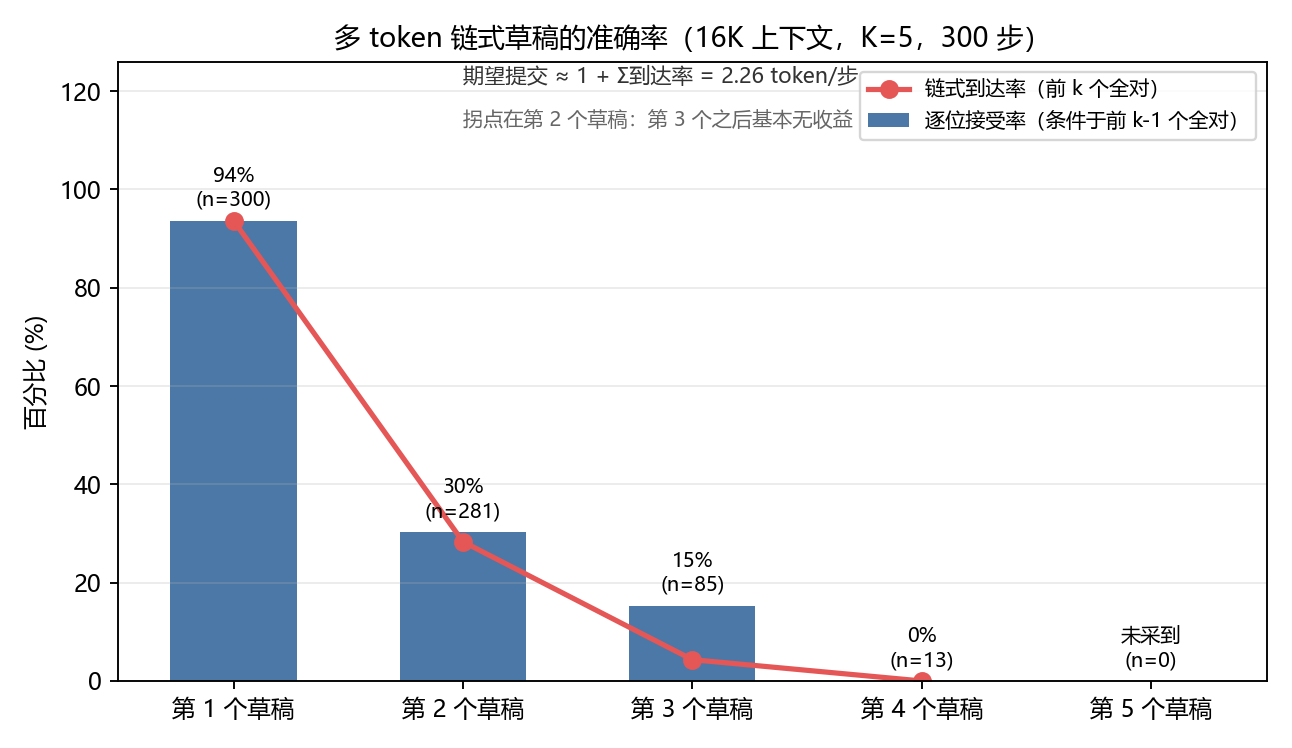 多 token 链式草稿的准确率（16K 上下文，K=5，300 步）
期望提交 ≈ 1 + Σ到达率 = 2.26 token/步
拐点在第 2 个草稿：第 3 个之后基本无收益
链式到达率（前 k 个全对）
逐位接受率（条件于前 k-1 个全对）
百分比 (%)
120
100
80
60
40
20
0
94%
(n=300)
30%
(n=281)
15%
(n=85)
0%
(n=13)
未采到
(n=0)
第 1 个草稿
第 2 个草稿
第 3 个草稿
第 4 个草稿
第 5 个草稿